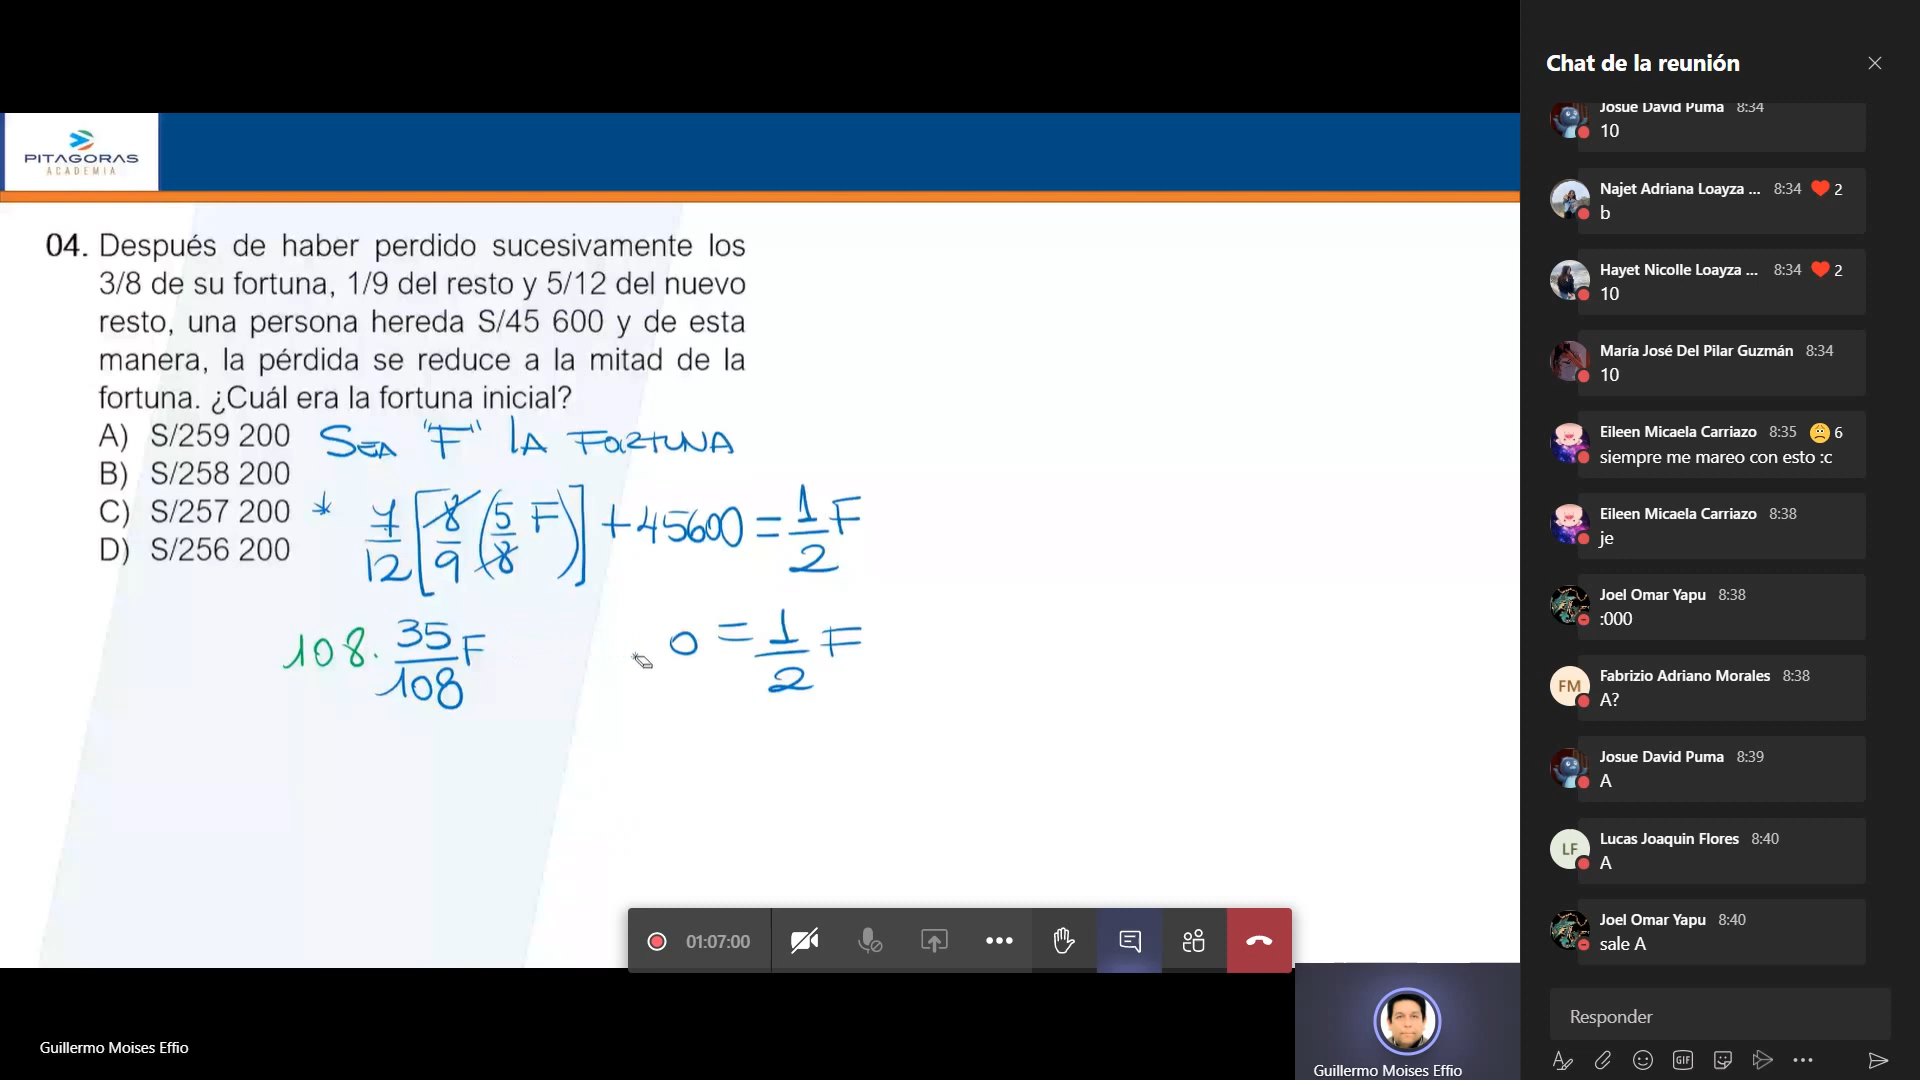 PITAGORAS
ACADEMIA
04. Después de haber perdido sucesivamente los
3/8 de su fortuna, 1/9 del resto y 5/12 del nuevo
resto, una persona hereda S/45 600 y de esta
manera, la pérdida se reduce a la mitad de la
fortuna. ¿Cuál era la fortuna inicial?
A) S/259 200
B) S/258 200
C) S/257 200
D) S/256 200
SEA "F" LA FORTUNA
* 7/12 [8/9 (5/8 F)] + 45600 = 1/2 F
108. 35/108 F 0 = 1/2 F
01:07:00
Guillermo Moises Effio
Guillermo Moises Effio
Chat de la reunión
Josue David Puma 8:34
10
Najet Adriana Loayza ... 8:34 ❤️ 2
b
Hayet Nicolle Loayza ... 8:34 ❤️ 2
10
María José Del Pilar Guzmán 8:34
10
Eileen Micaela Carriazo 8:35 6
siempre me mareo con esto :c
Eileen Micaela Carriazo 8:38
je
Joel Omar Yapu 8:38
:000
FM
Fabrizio Adriano Morales 8:38
A?
Josue David Puma 8:39
A
LF
Lucas Joaquin Flores 8:40
A
Joel Omar Yapu 8:40
sale A
Responder
GIF